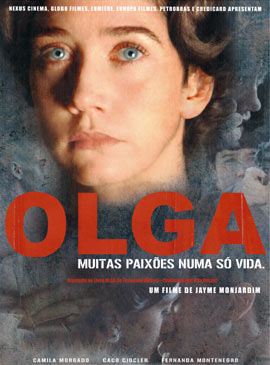 NEXUS CINEMA, GLOBO FILMES, LUMIÈRE, EUROPA FILMES, PETROBRAS E CREDICARD APRESENTAM
OLGA
MUITAS PAIXÕES NUMA SÓ VIDA.
UM FILME DE JAYME MONJARDIM
CAMILA MORGADO CACO CIOCLER FERNANDA MONTENEGRO